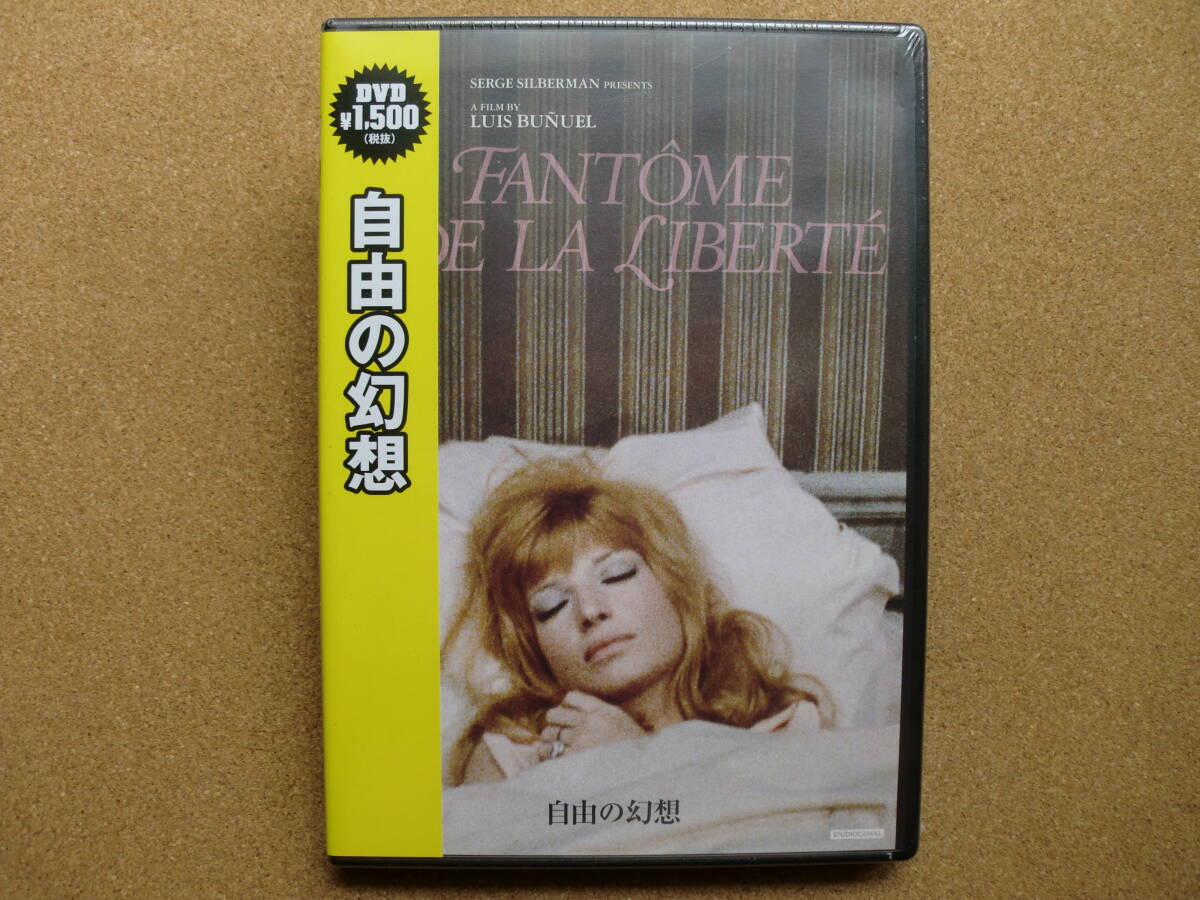 DVD
¥1,500
(税抜)
自由の幻想
SERGE SILBERMAN PRESENTS
A FILM BY
LUIS BUÑUEL
FANTÔME
DE LA LIBERTÉ
自由の幻想
STUDIOCANAL